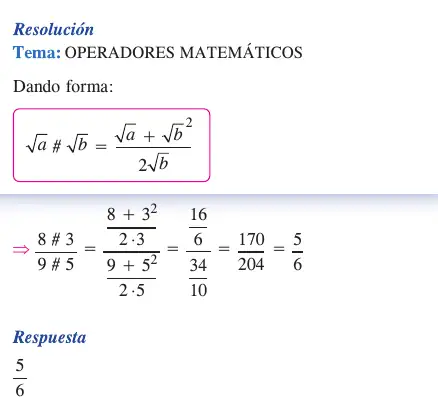 Resolución
Tema: OPERADORES MATEMÁTICOS
Dando forma:
√a # √b = (√a + √b²)/(2√b)
⇒ (8 # 3)/(9 # 5) = ((8 + 3²)/(2·3))/((9 + 5²)/(2·5)) = (16/6)/(34/10) = 170/204 = 5/6
Respuesta
5/6